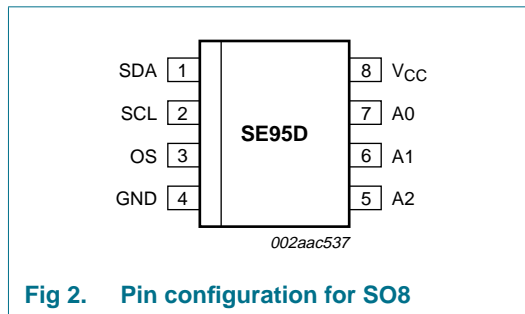 SDA 1 8 VCC
SCL 2 7 A0
SE95D
OS 3 6 A1
GND 4 5 A2
002aac537
Fig 2. Pin configuration for SO8